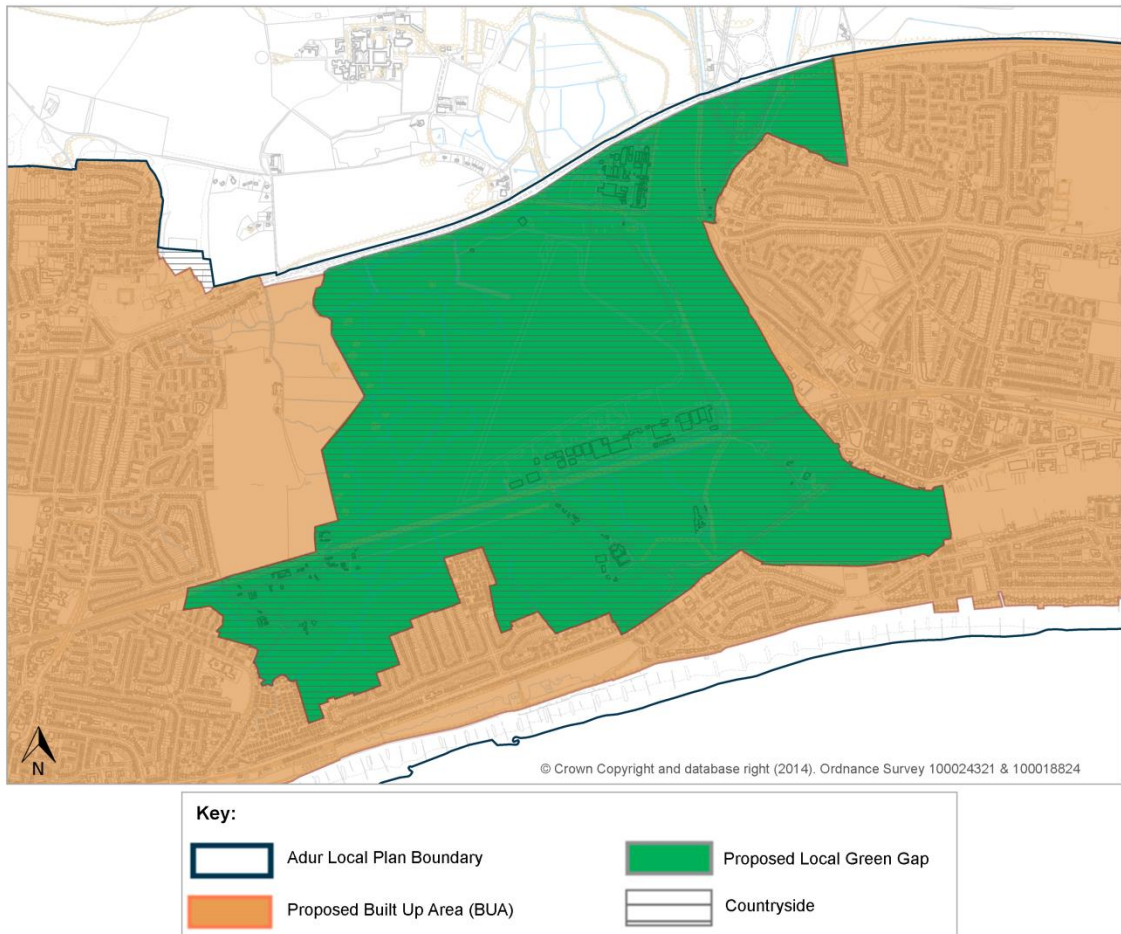 N
© Crown Copyright and database right (2014). Ordnance Survey 100024321 & 100018824
Key:
Adur Local Plan Boundary
Proposed Local Green Gap
Proposed Built Up Area (BUA)
Countryside